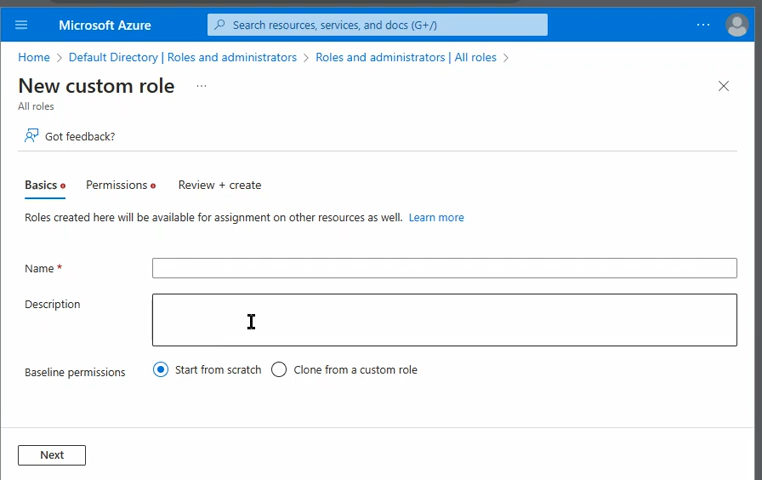 Microsoft Azure
Search resources, services, and docs (G+/)
Home > Default Directory | Roles and administrators > Roles and administrators | All roles >
New custom role ...
All roles
Got feedback?
Basics Permissions Review + create
Roles created here will be available for assignment on other resources as well. Learn more
Name *
Description
Baseline permissions Start from scratch Clone from a custom role
Next